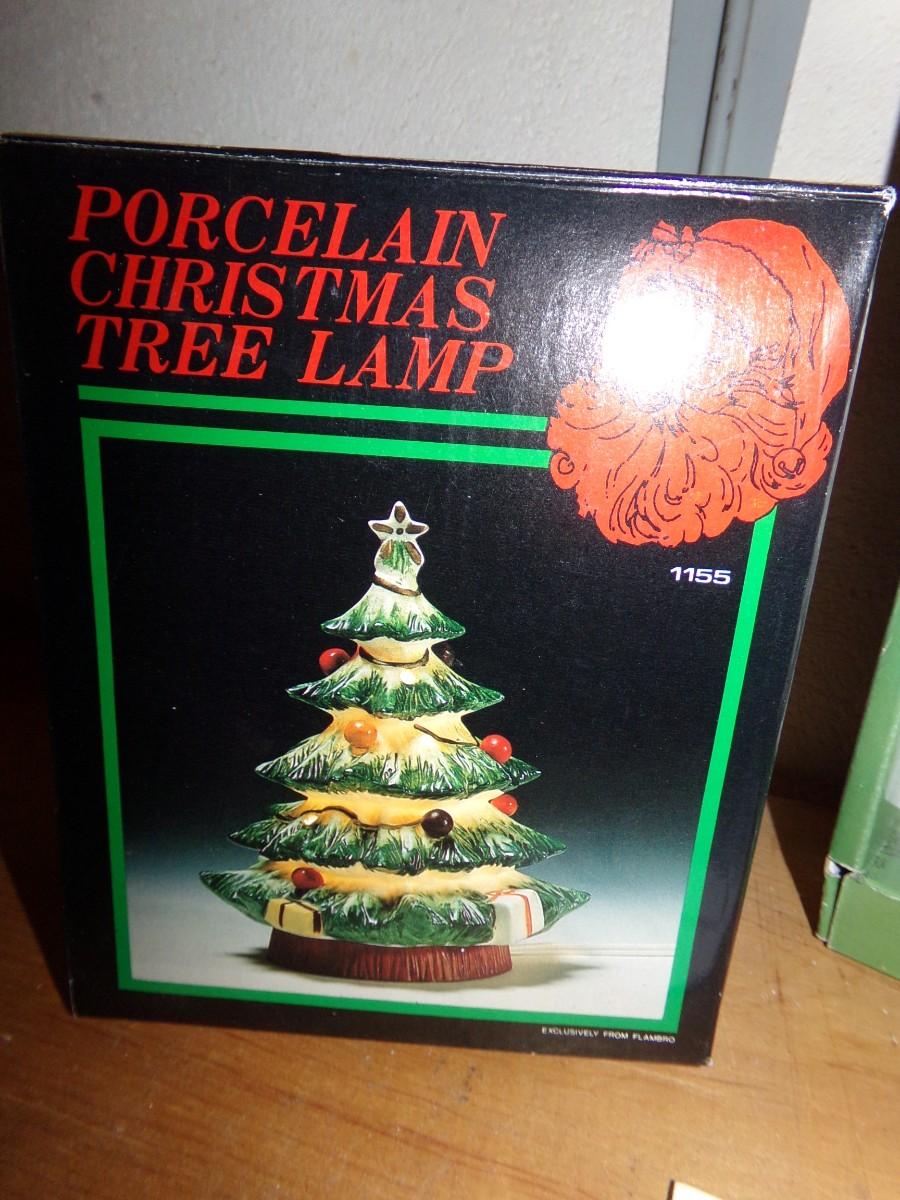 PORCELAIN
CHRISTMAS
TREE LAMP
1155
EXCLUSIVELY FROM FLAMBRO